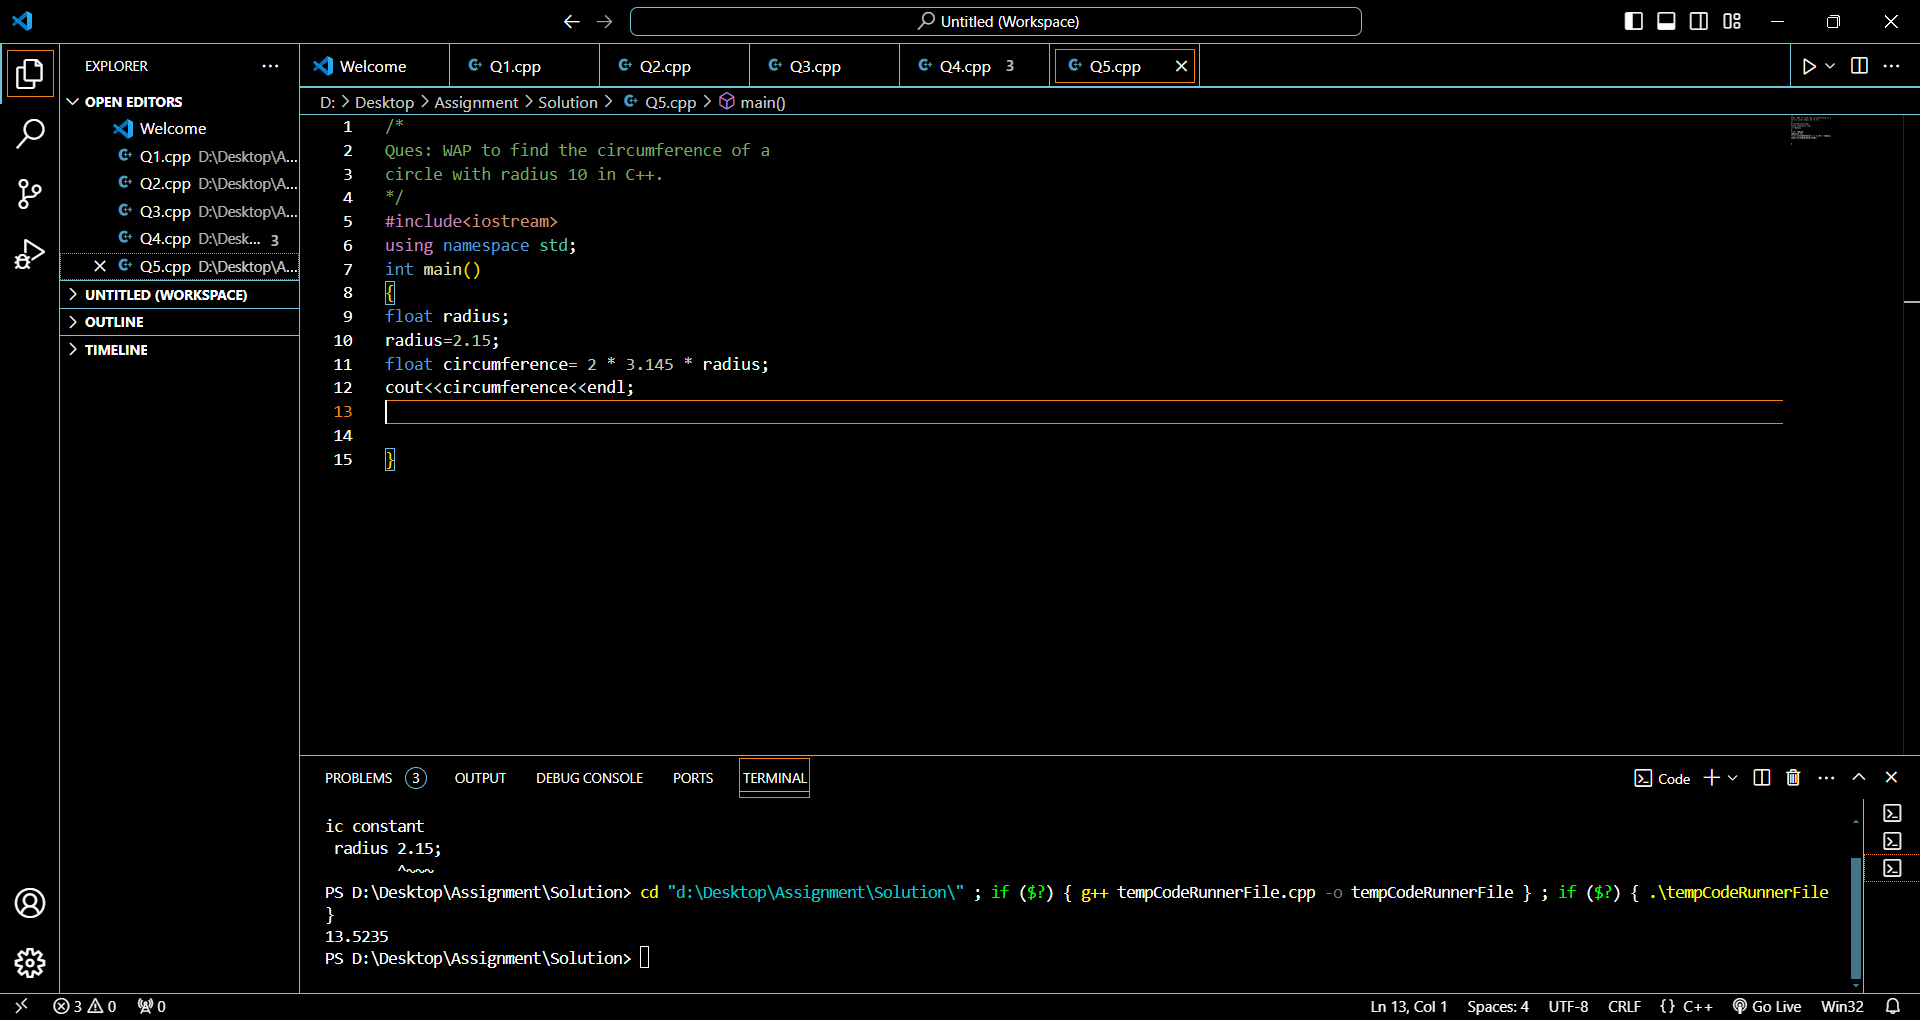 Untitled (Workspace)
EXPLORER
OPEN EDITORS
Welcome
Q1.cpp D:\Desktop\A...
Q2.cpp D:\Desktop\A...
Q3.cpp D:\Desktop\A...
Q4.cpp D:\Desk... 3
Q5.cpp D:\Desktop\A...
UNTITLED (WORKSPACE)
OUTLINE
TIMELINE
Welcome Q1.cpp Q2.cpp Q3.cpp Q4.cpp 3 Q5.cpp
D: > Desktop > Assignment > Solution > Q5.cpp > main()
1 /*
2 Ques: WAP to find the circumference of a
3 circle with radius 10 in C++.
4 */
5 #include<iostream>
6 using namespace std;
7 int main()
8 {
9 float radius;
10 radius=2.15;
11 float circumference= 2 * 3.145 * radius;
12 cout<<circumference<<endl;
13
14
15 }
PROBLEMS 3 OUTPUT DEBUG CONSOLE PORTS TERMINAL
Code
ic constant
radius 2.15;
^~~~
PS D:\Desktop\Assignment\Solution> cd "d:\Desktop\Assignment\Solution\" ; if ($?) { g++ tempCodeRunnerFile.cpp -o tempCodeRunnerFile } ; if ($?) { .\tempCodeRunnerFile
}
13.5235
PS D:\Desktop\Assignment\Solution>
3 0 0
Ln 13, Col 1 Spaces: 4 UTF-8 CRLF {} C++ Go Live Win32